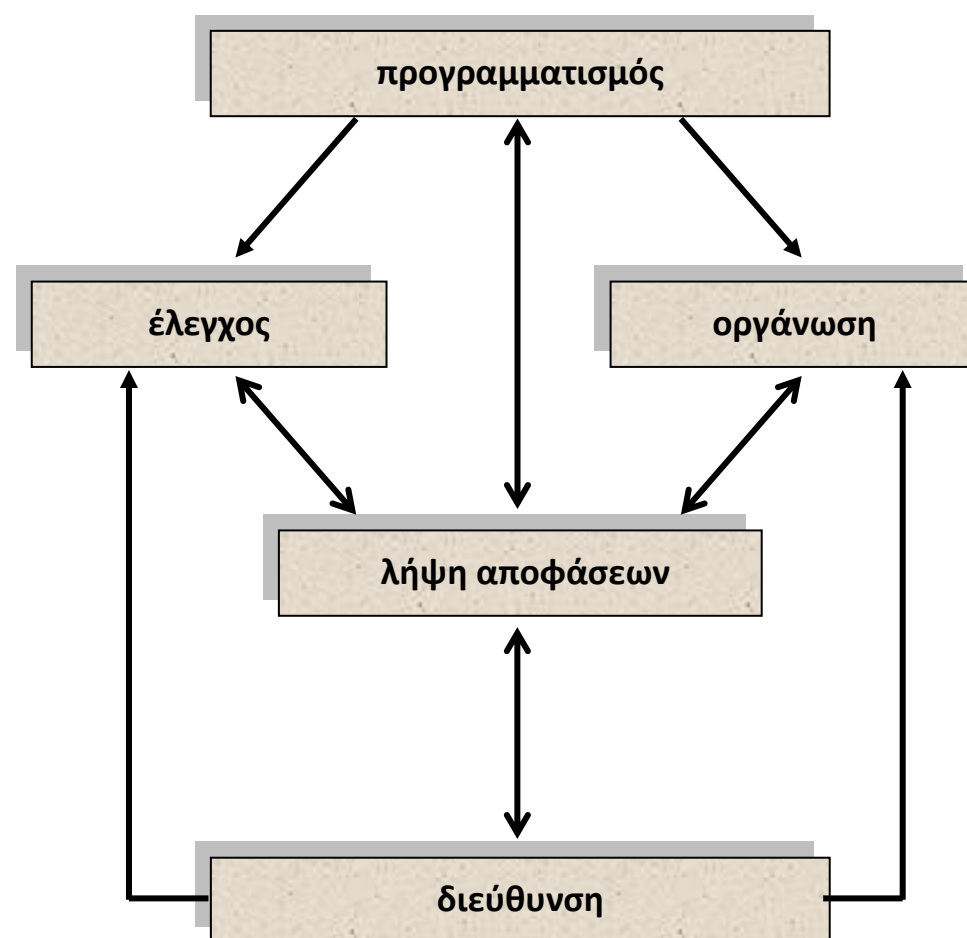 προγραμματισμός
έλεγχος
οργάνωση
λήψη αποφάσεων
διεύθυνση